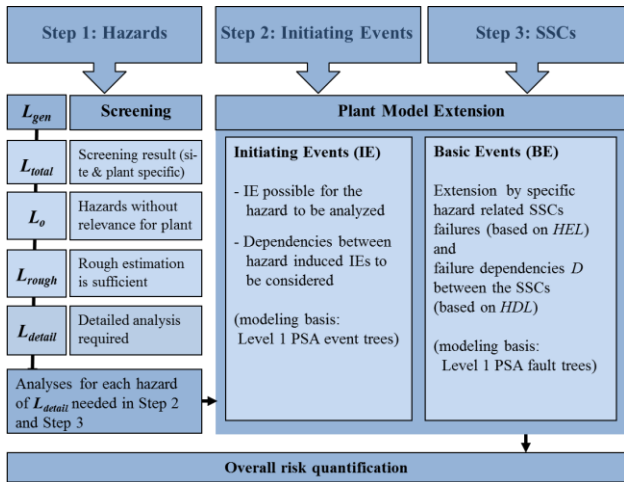 Step 1: Hazards
Step 2: Initiating Events
Step 3: SSCs
L_gen
Screening
L_total
Screening result (si-
te & plant specific)
L_o
Hazards without
relevance for plant
L_rough
Rough estimation
is sufficient
L_detail
Detailed analysis
required
Analyses for each hazard
of L_detail needed in Step 2
and Step 3
Plant Model Extension
Initiating Events (IE)
- IE possible for the
hazard to be analyzed
- Dependencies between
hazard induced IEs to
be considered
(modeling basis:
Level 1 PSA event trees)
Basic Events (BE)
Extension by specific
hazard related SSCs
failures (based on HEL)
and
failure dependencies D
between the SSCs
(based on HDL)
(modeling basis:
Level 1 PSA fault trees)
Overall risk quantification